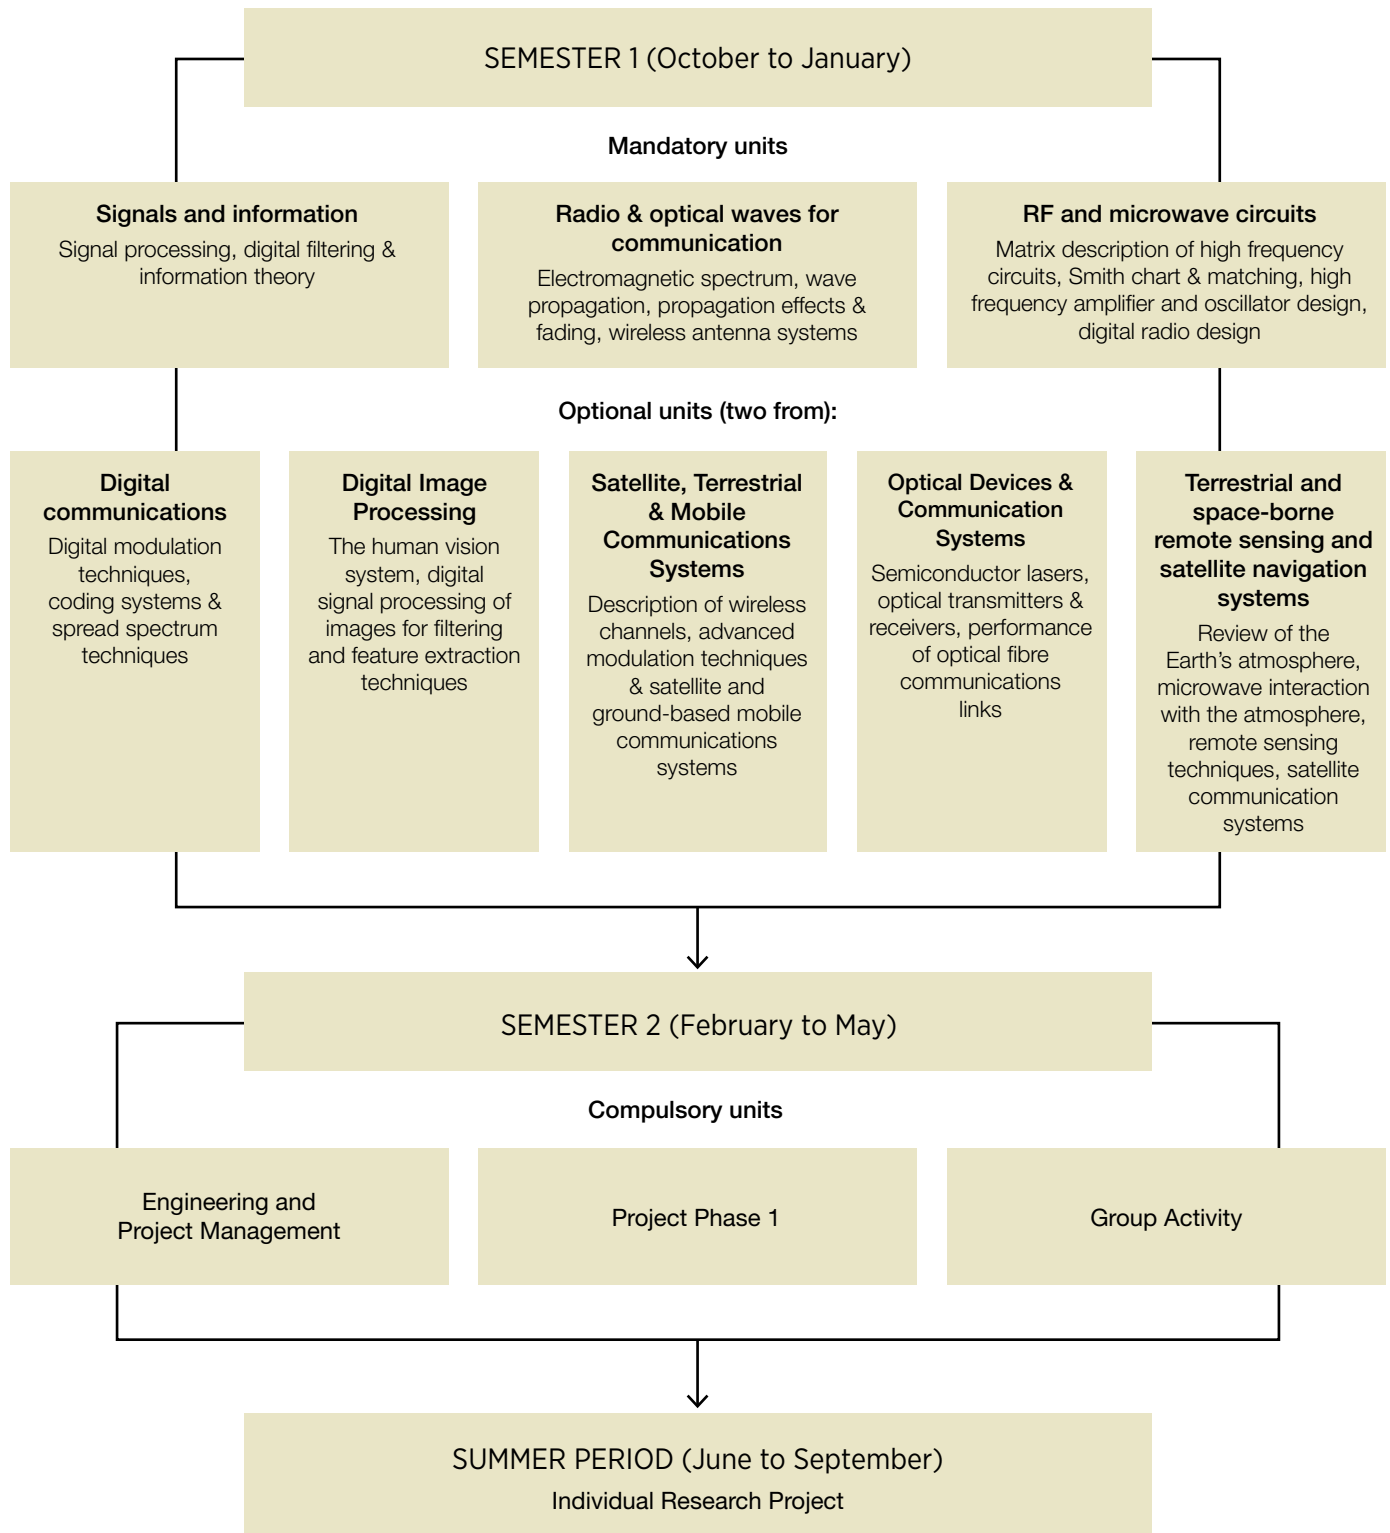 SEMESTER 1 (October to January)
Mandatory units
Signals and information
Signal processing, digital filtering &
information theory
Radio & optical waves for
communication
Electromagnetic spectrum, wave
propagation, propagation effects &
fading, wireless antenna systems
RF and microwave circuits
Matrix description of high frequency
circuits, Smith chart & matching, high
frequency amplifier and oscillator design,
digital radio design
Optional units (two from):
Digital
communications
Digital modulation
techniques,
coding systems &
spread spectrum
techniques
Digital Image
Processing
The human vision
system, digital
signal processing of
images for filtering
and feature extraction
techniques
Satellite, Terrestrial
& Mobile
Communications
Systems
Description of wireless
channels, advanced
modulation techniques
& satellite and
ground-based mobile
communications
systems
Optical Devices &
Communication
Systems
Semiconductor lasers,
optical transmitters &
receivers, performance
of optical fibre
communications
links
Terrestrial and
space-borne
remote sensing and
satellite navigation
systems
Review of the
Earth’s atmosphere,
microwave interaction
with the atmosphere,
remote sensing
techniques, satellite
communication
systems
SEMESTER 2 (February to May)
Compulsory units
Engineering and
Project Management
Project Phase 1
Group Activity
SUMMER PERIOD (June to September)
Individual Research Project